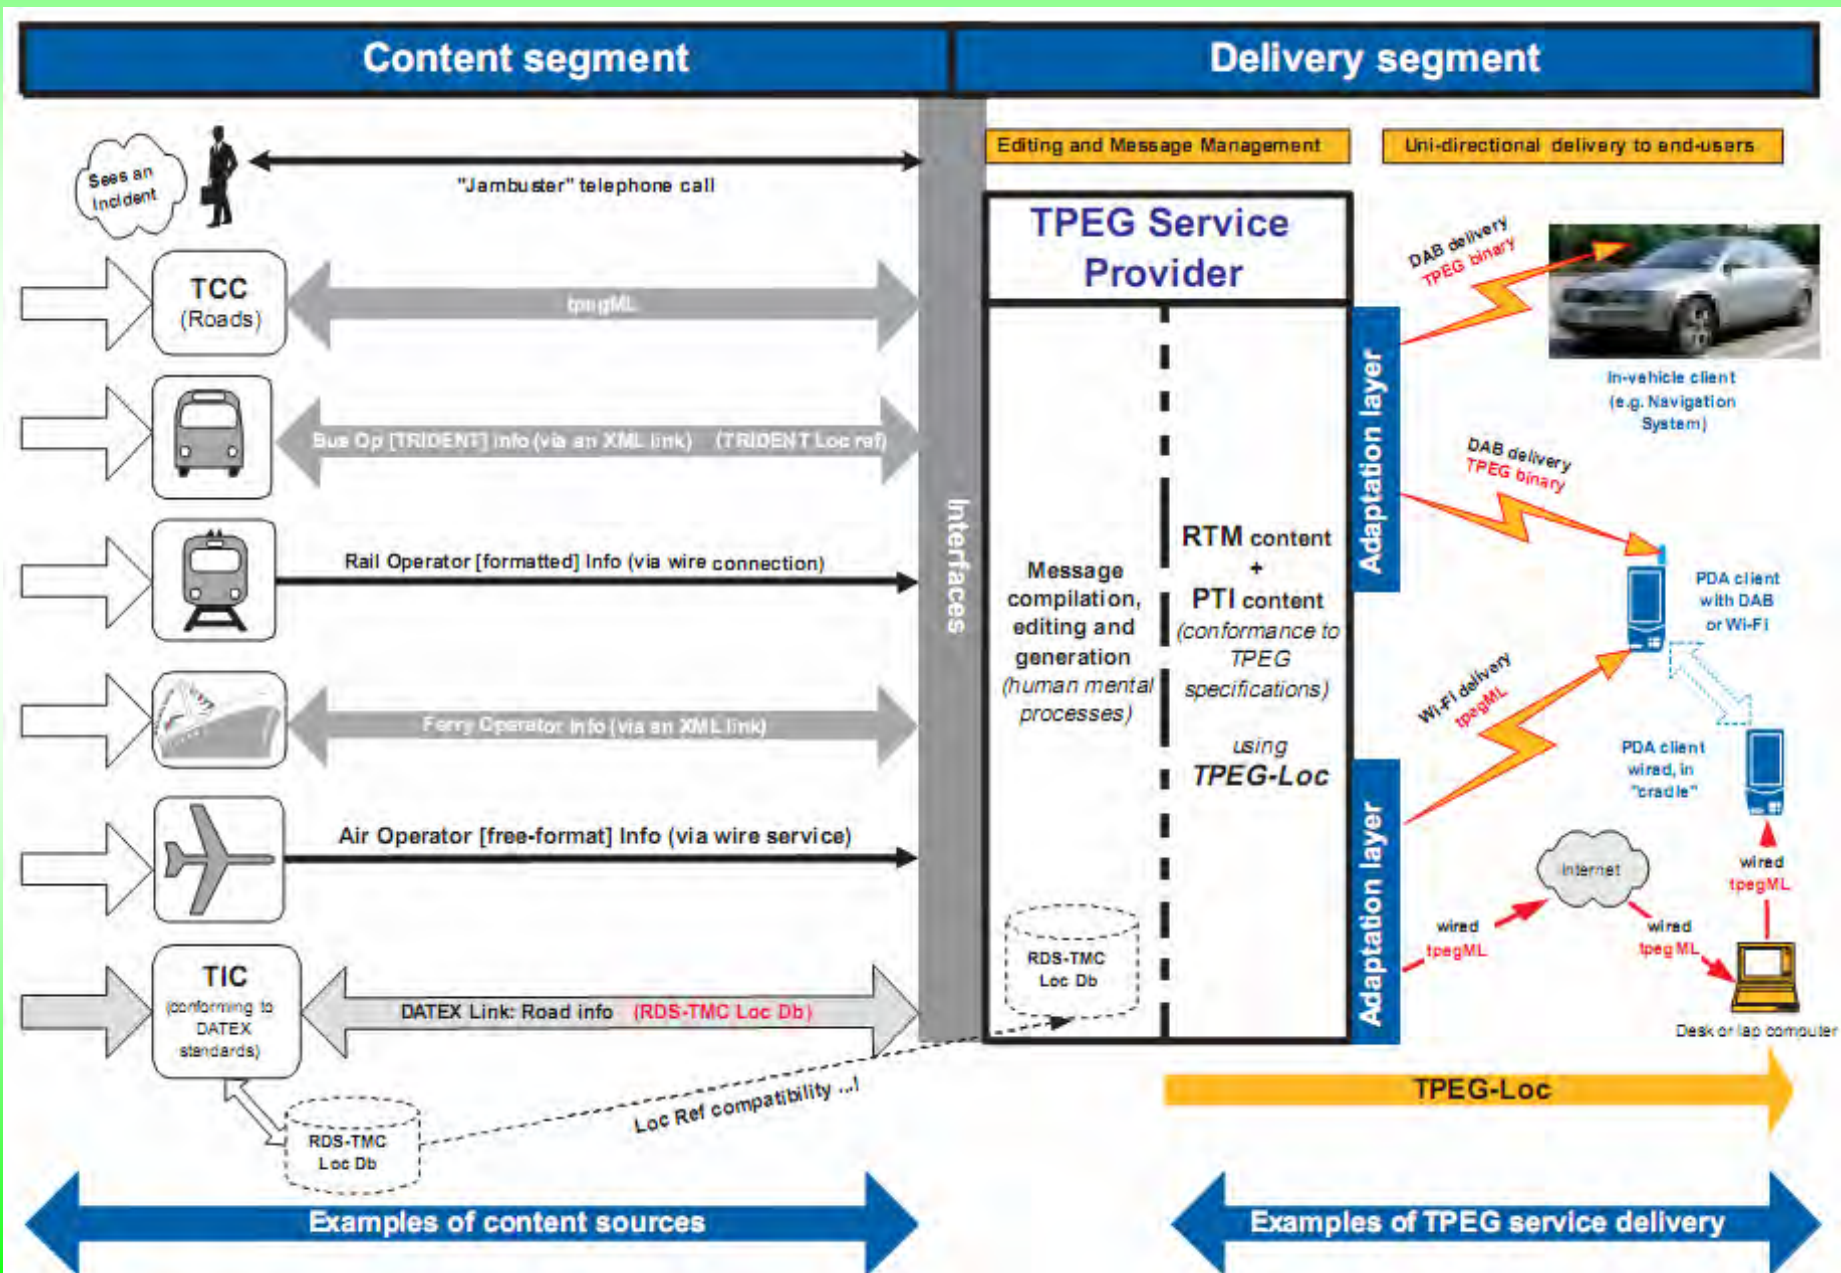 Content segment
Delivery segment
Sees an
Incident
"Jambuster" telephone call
Editing and Message Management
Uni-directional delivery to end-users
TCC
(Roads)
tpegML
Bus Op [TRIDENT] info (via an XML link) (TRIDENT Loc ref)
Rail Operator [formatted] Info (via wire connection)
Ferry Operator Info (via an XML link)
Air Operator [free-format] Info (via wire service)
TIC
(conforming to
DATEX
standards)
DATEX Link: Road info (RDS-TMC Loc Db)
RDS-TMC
Loc Db
Loc Ref compatibility ...!
Examples of content sources
Interfaces
TPEG Service
Provider
Message
compilation,
editing and
generation
(human mental
processes)
RDS-TMC
Loc Db
RTM content
+
PTI content
(conformance to
TPEG
specifications)
using
TPEG-Loc
Adaptation layer
Adaptation layer
DAB delivery
TPEG binary
In-vehicle client
(e.g. Navigation
System)
DAB delivery
TPEG binary
PDA client
with DAB
or Wi-Fi
Wi-Fi delivery
tpegML
PDA client
wired, in
"cradle"
Internet
wired
tpegML
wired
tpegML
wired
tpegML
Desk or lap computer
TPEG-Loc
Examples of TPEG service delivery